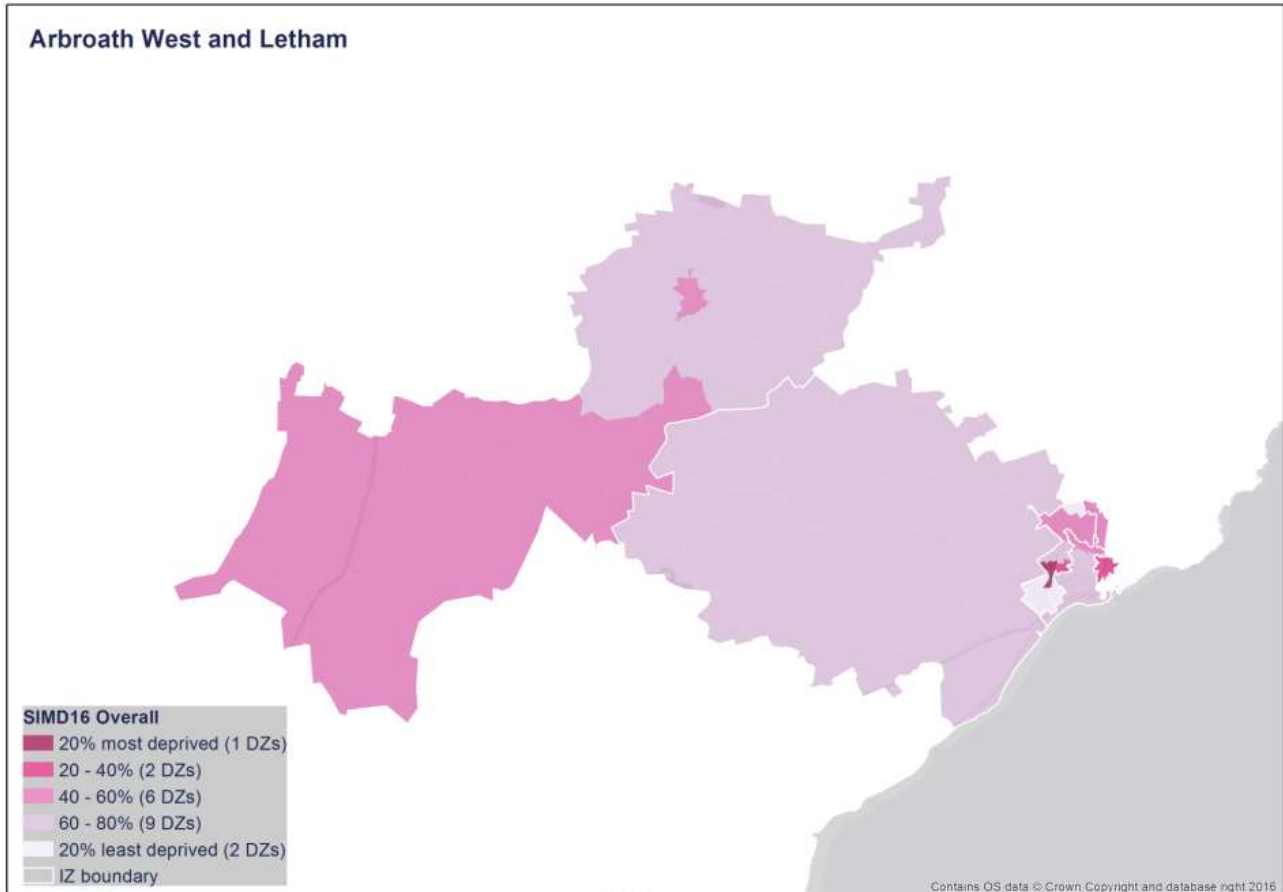 Arbroath West and Letham
SIMD16 Overall
20% most deprived (1 DZs)
20 - 40% (2 DZs)
40 - 60% (6 DZs)
60 - 80% (9 DZs)
20% least deprived (2 DZs)
IZ boundary
Contains OS data © Crown Copyright and database right 2016